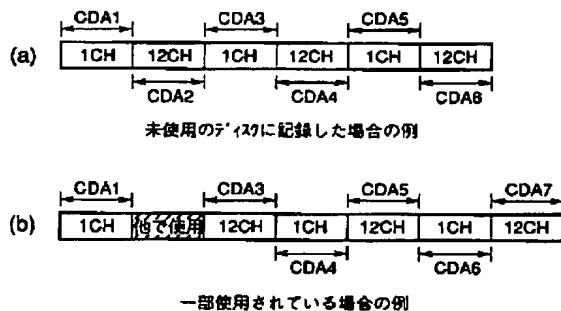 CDA1 CDA3 CDA5
(a) 1CH 12CH 1CH 12CH 1CH 12CH
CDA2 CDA4 CDA6
未使用のディスクに記録した場合の例
CDA1 CDA3 CDA5 CDA7
(b) 1CH 他で使用 12CH 1CH 12CH 1CH 12CH
CDA4 CDA6
一部使用されている場合の例